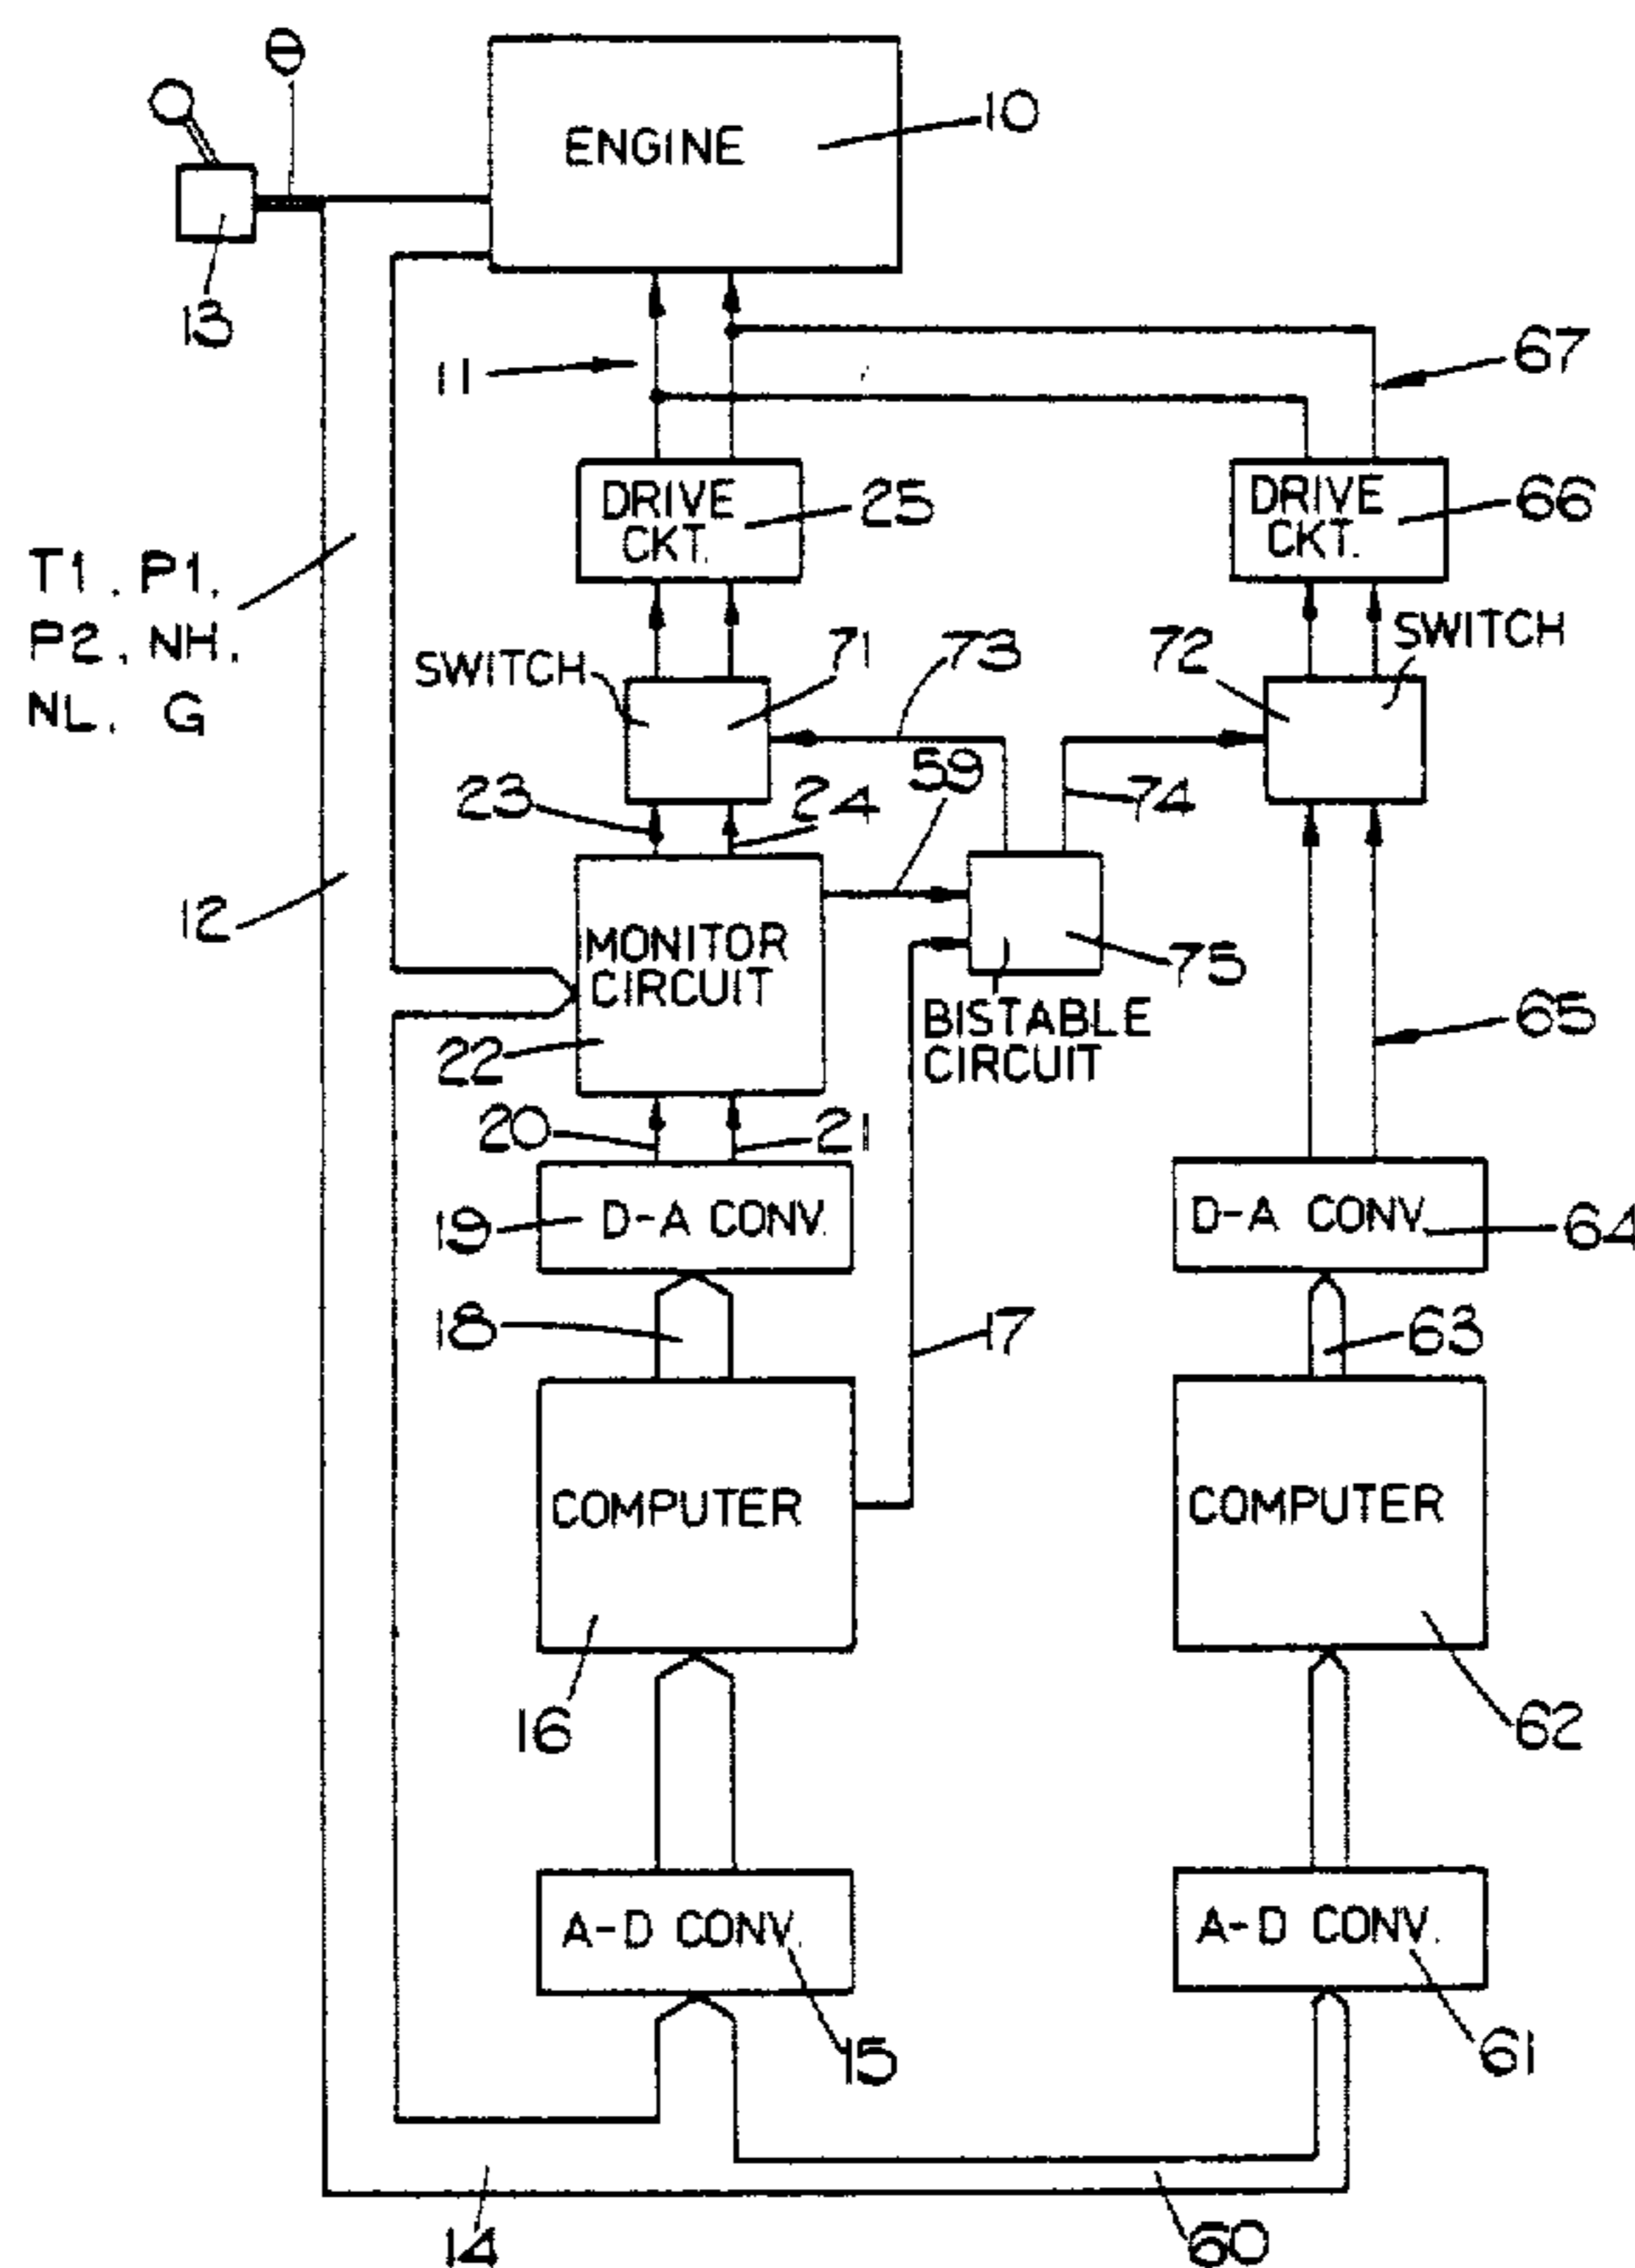 Θ
ENGINE
10
13
11
67
DRIVE
CKT.
25
DRIVE
CKT.
66
T1, P1,
P2, NH,
NL, G
SWITCH
71
73
72
SWITCH
23
24
59
74
12
MONITOR
CIRCUIT
22
75
BISTABLE
CIRCUIT
65
20
21
19
D-A CONV.
D-A CONV.
64
18
17
63
COMPUTER
COMPUTER
16
62
A-D CONV.
A-D CONV.
15
61
14
60